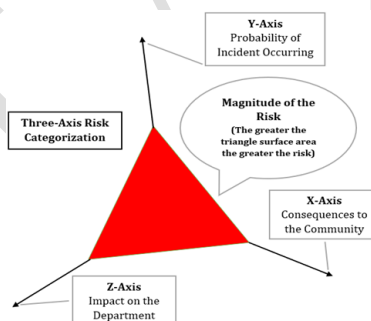 Y-Axis
Probability of
Incident Occurring
Three-Axis Risk
Categorization
Magnitude of the
Risk
(The greater the
triangle surface area
the greater the risk)
X-Axis
Consequences to
the Community
Z-Axis
Impact on the
Department